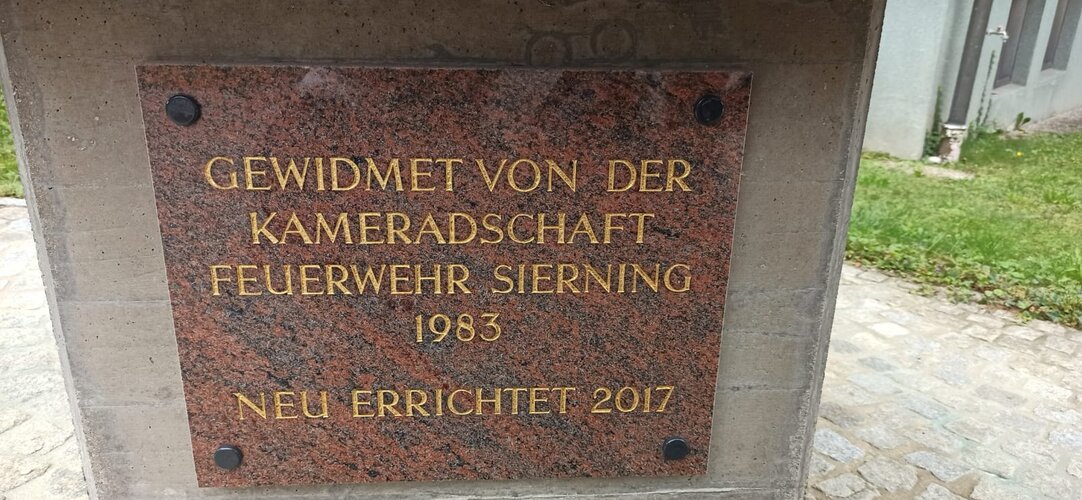 GEWIDMET VON DER
KAMERADSCHAFT
FEUERWEHR SIERNING
1983
NEU ERRICHTET 2017